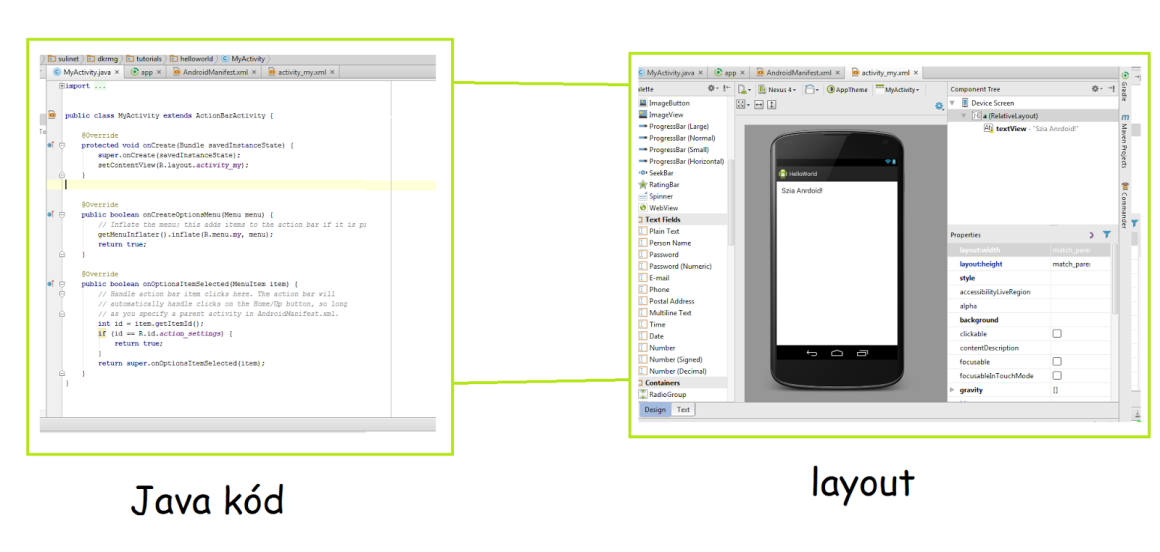 sulinet dkrmg tutorials helloworld MyActivity
MyActivity.java × app × AndroidManifest.xml × activity_my.xml ×
import ...
public class MyActivity extends ActionBarActivity {
@Override
protected void onCreate(Bundle savedInstanceState) {
super.onCreate(savedInstanceState);
setContentView(R.layout.activity_my);
}
@Override
public boolean onCreateOptionsMenu(Menu menu) {
// Inflate the menu; this adds items to the action bar if it is p
getMenuInflater().inflate(R.menu.my, menu);
return true;
}
@Override
public boolean onOptionsItemSelected(MenuItem item) {
// Handle action bar item clicks here. The action bar will
// automatically handle clicks on the Home/Up button, so long
// as you specify a parent activity in AndroidManifest.xml.
int id = item.getItemId();
if (id == R.id.action_settings) {
return true;
}
return super.onOptionsItemSelected(item);
}
}
Java kód
MyActivity.java × app × AndroidManifest.xml × activity_my.xml ×
lette
Nexus 4 AppTheme MyActivity
ImageButton
ImageView
ProgressBar (Large)
ProgressBar (Normal)
ProgressBar (Small)
ProgressBar (Horizontal)
SeekBar
RatingBar
Spinner
WebView
Text Fields
Plain Text
Person Name
Password
Password (Numeric)
E-mail
Phone
Postal Address
Multiline Text
Time
Date
Number
Number (Signed)
Number (Decimal)
Containers
RadioGroup
Design Text
HelloWorld
Szia Anrdoid!
Component Tree
Device Screen
a (RelativeLayout)
textView - "Szia Anrdoid!"
Properties
layout:width match_pare
layout:height match_pare
style
accessibilityLiveRegion
alpha
background
clickable
contentDescription
focusable
focusableInTouchMode
gravity []
Gradle
m Maven Projects
Commander
layout